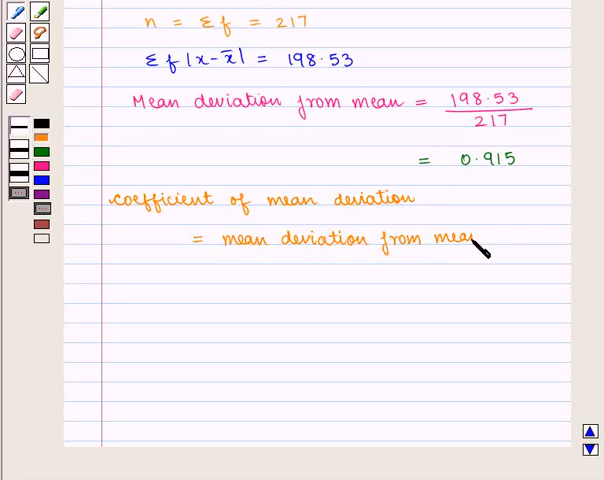 n = Σf = 217
Σf|x-x̄| = 198.53
Mean deviation from mean = 198.53
217
= 0.915
coefficient of mean deviation
= mean deviation from mean